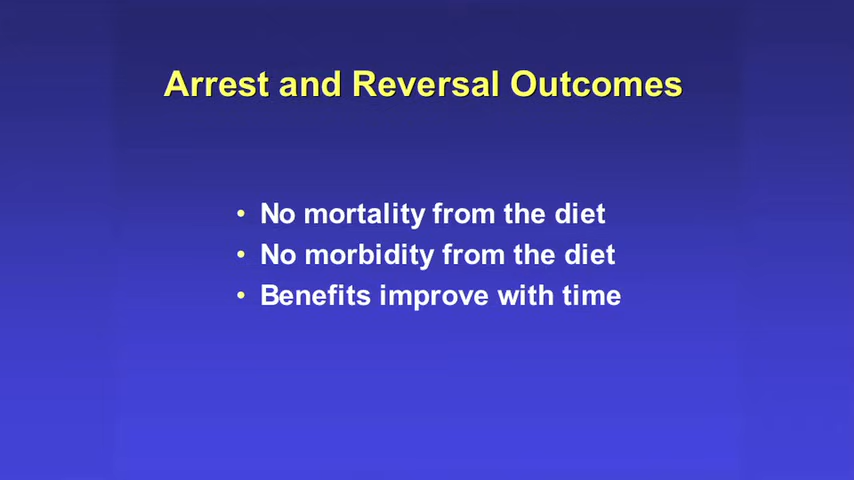 Arrest and Reversal Outcomes
• No mortality from the diet
• No morbidity from the diet
• Benefits improve with time